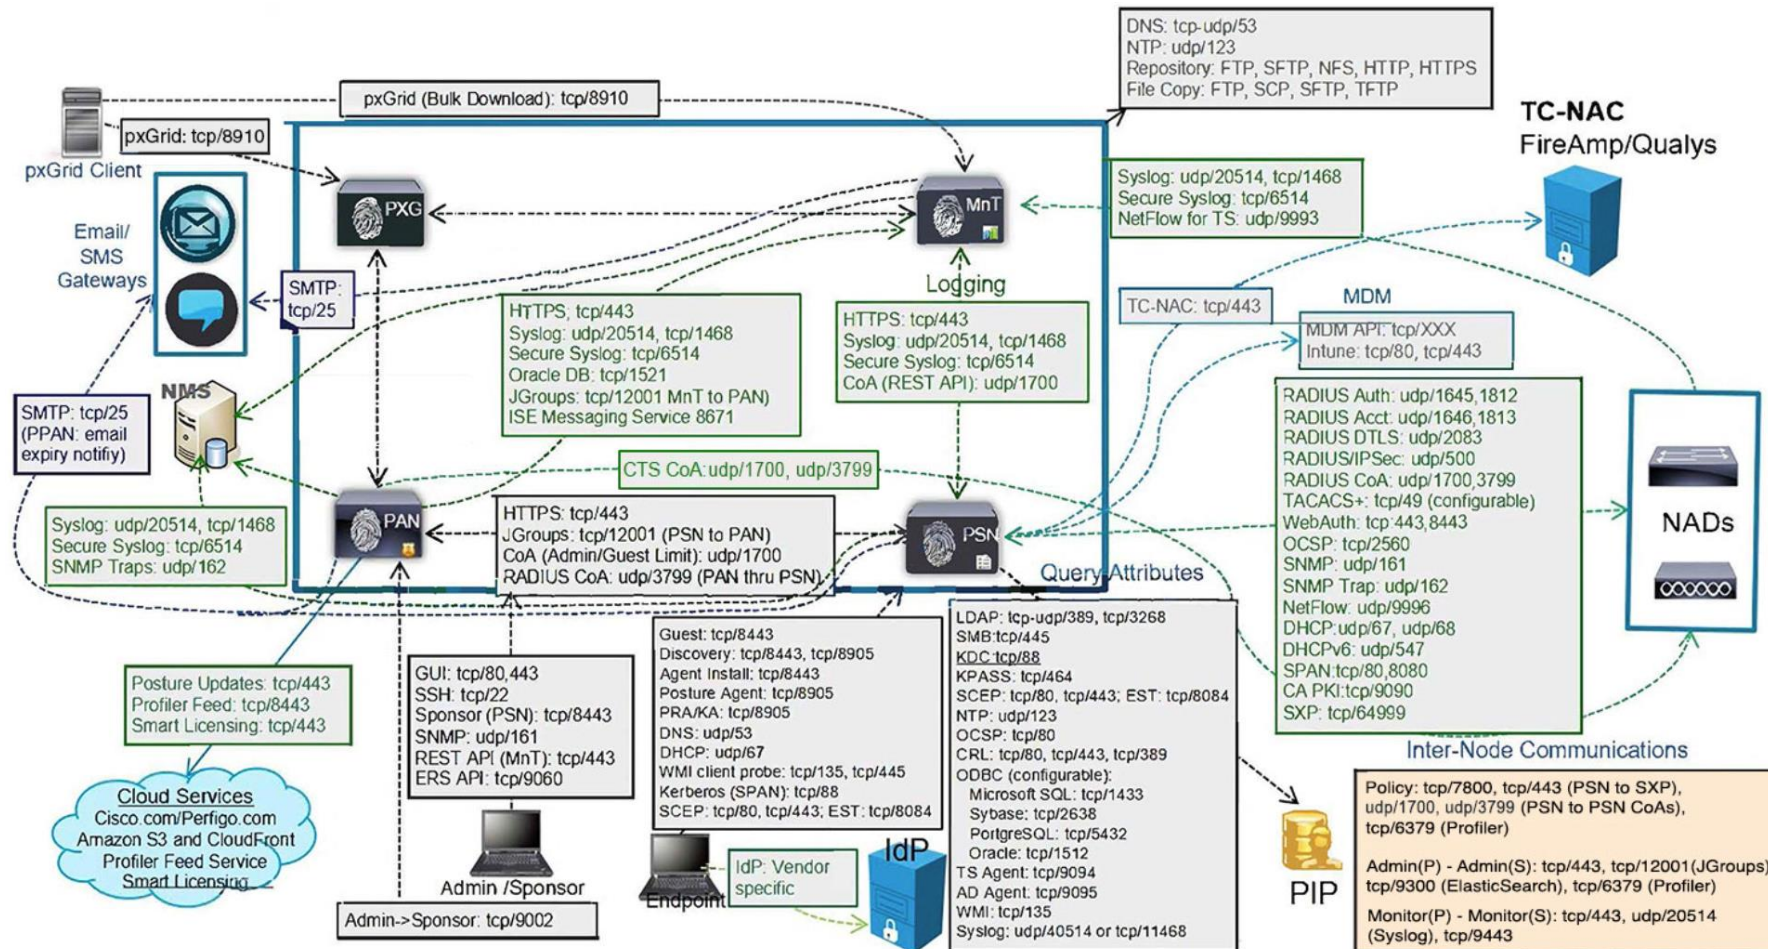 DNS: tcp-udp/53
NTP: udp/123
Repository: FTP, SFTP, NFS, HTTP, HTTPS
File Copy: FTP, SCP, SFTP, TFTP
pxGrid (Bulk Download): tcp/8910
pxGrid: tcp/8910
pxGrid Client
TC-NAC
FireAmp/Qualys
PXG
MnT
Syslog: udp/20514, tcp/1468
Secure Syslog: tcp/6514
NetFlow for TS: udp/9993
Email/
SMS
Gateways
SMTP:
tcp/25
Logging
HTTPS; tcp/443
Syslog: udp/20514, tcp/1468
Secure Syslog: tcp/6514
Oracle DB: tcp/1521
JGroups: tcp/12001 MnT to PAN)
ISE Messaging Service 8671
HTTPS: tcp/443
Syslog: udp/20514, tcp/1468
Secure Syslog: tcp/6514
CoA (REST API): udp/1700
TC-NAC: tcp/443
MDM
MDM API: tcp/XXX
Intune: tcp/80, tcp/443
NMS
SMTP: tcp/25
(PPAN: email
expiry notifiy)
CTS CoA:udp/1700, udp/3799
RADIUS Auth: udp/1645,1812
RADIUS Acct: udp/1646,1813
RADIUS DTLS: udp/2083
RADIUS/IPSec: udp/500
RADIUS CoA: udp/1700,3799
TACACS+: tcp/49 (configurable)
WebAuth: tcp:443,8443
OCSP: tcp/2560
SNMP: udp/161
SNMP Trap: udp/162
NetFlow: udp/9996
DHCP:udp/67, udp/68
DHCPv6: udp/547
SPAN:tcp/80,8080
CA PKI:tcp/9090
SXP: tcp/64999
NADs
Syslog: udp/20514, tcp/1468
Secure Syslog: tcp/6514
SNMP Traps: udp/162
PAN
HTTPS: tcp/443
JGroups: tcp/12001 (PSN to PAN)
CoA (Admin/Guest Limit): udp/1700
RADIUS CoA: udp/3799 (PAN thru PSN)
PSN
Query Attributes
Posture Updates: tcp/443
Profiler Feed: tcp/8443
Smart Licensing: tcp/443
GUI: tcp/80,443
SSH: tcp/22
Sponsor (PSN): tcp/8443
SNMP: udp/161
REST API (MnT): tcp/443
ERS API: tcp/9060
Guest: tcp/8443
Discovery: tcp/8443, tcp/8905
Agent Install: tcp/8443
Posture Agent: tcp/8905
PRA/KA: tcp/8905
DNS: udp/53
DHCP: udp/67
WMI client probe: tcp/135, tcp/445
Kerberos (SPAN): tcp/88
SCEP: tcp/80, tcp/443; EST: tcp/8084
LDAP: tcp-udp/389, tcp/3268
SMB:tcp/445
KDC:tcp/88
KPASS: tcp/464
SCEP: tcp/80, tcp/443; EST: tcp/8084
NTP: udp/123
OCSP: tcp/80
CRL: tcp/80, tcp/443, tcp/389
ODBC (configurable):
Microsoft SQL: tcp/1433
Sybase: tcp/2638
PortgreSQL: tcp/5432
Oracle: tcp/1512
TS Agent: tcp/9094
AD Agent: tcp/9095
WMI: tcp/135
Syslog: udp/40514 or tcp/11468
Cloud Services
Cisco.com/Perfigo.com
Amazon S3 and CloudFront
Profiler Feed Service
Smart Licensing
Admin /Sponsor
Admin->Sponsor: tcp/9002
Endpoint
IdP: Vendor
specific
IdP
PIP
Inter-Node Communications
Policy: tcp/7800, tcp/443 (PSN to SXP),
udp/1700, udp/3799 (PSN to PSN CoAs),
tcp/6379 (Profiler)
Admin(P) - Admin(S): tcp/443, tcp/12001(JGroups)
tcp/9300 (ElasticSearch), tcp/6379 (Profiler)
Monitor(P) - Monitor(S): tcp/443, udp/20514
(Syslog), tcp/9443